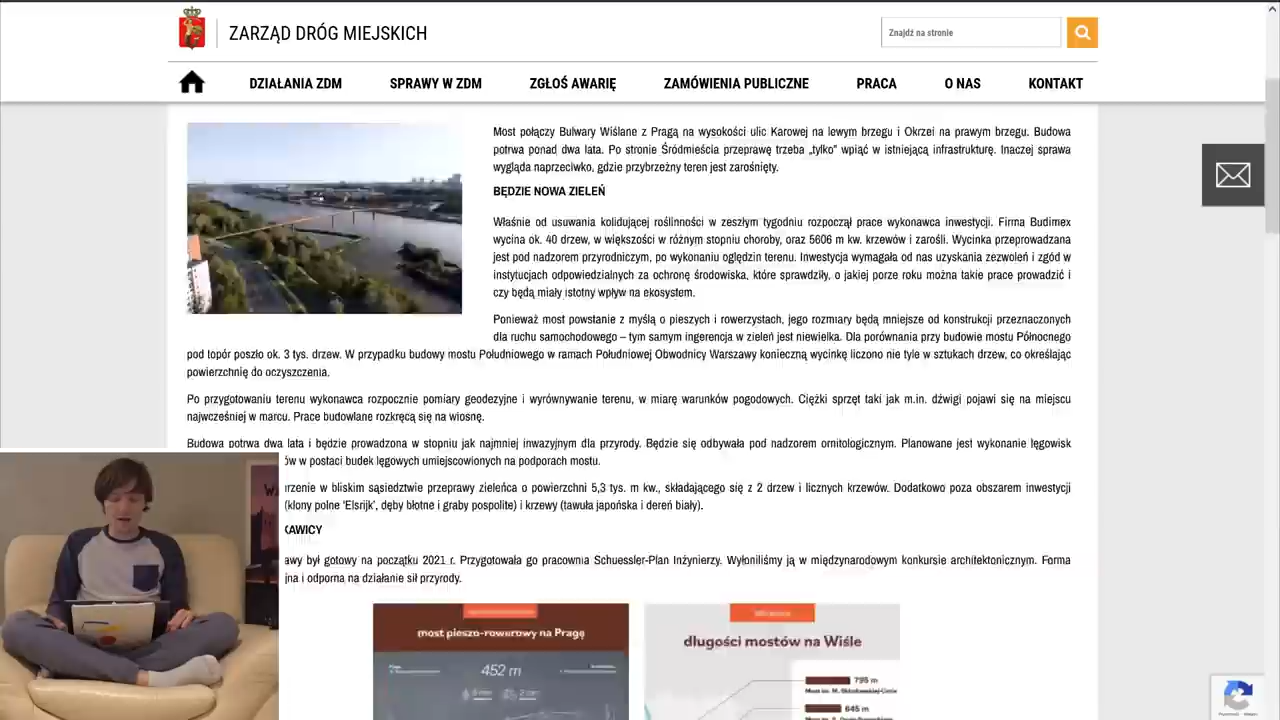 ZARZĄD DRÓG MIEJSKICH
Znajdź na stronie
DZIAŁANIA ZDM SPRAWY W ZDM ZGŁOŚ AWARIĘ ZAMÓWIENIA PUBLICZNE PRACA O NAS KONTAKT
Most połączy Bulwary Wiślane z Pragą na wysokości ulic Karowej na lewym brzegu i Okrzei na prawym brzegu. Budowa
potrwa ponad dwa lata. Po stronie Śródmieścia przeprawę trzeba „tylko” wpiąć w istniejącą infrastrukturę. Inaczej sprawa
wygląda naprzeciwko, gdzie przybrzeżny teren jest zarośnięty.
BĘDZIE NOWA ZIELEŃ
Właśnie od usuwania kolidującej roślinności w zeszłym tygodniu rozpoczął prace wykonawca inwestycji. Firma Budimex
wycina ok. 40 drzew, w większości w różnym stopniu choroby, oraz 5606 m kw. krzewów i zarośli. Wycinka przeprowadzana
jest pod nadzorem przyrodniczym, po wykonaniu oględzin terenu. Inwestycja wymagała od nas uzyskania zezwoleń i zgód w
instytucjach odpowiedzialnych za ochronę środowiska, które sprawdziły, o jakiej porze roku można takie prace prowadzić i
czy będą miały istotny wpływ na ekosystem.
Ponieważ most powstanie z myślą o pieszych i rowerzystach, jego rozmiary będą mniejsze od konstrukcji przeznaczonych
dla ruchu samochodowego – tym samym ingerencja w zieleń jest niewielka. Dla porównania przy budowie mostu Północnego
pod topór poszło ok. 3 tys. drzew. W przypadku budowy mostu Południowego w ramach Południowej Obwodnicy Warszawy konieczną wycinkę liczono nie tyle w sztukach drzew, co określając
powierzchnię do oczyszczenia.
Po przygotowaniu terenu wykonawca rozpocznie pomiary geodezyjne i wyrównywanie terenu, w miarę warunków pogodowych. Ciężki sprzęt taki jak m.in. dźwigi pojawi się na miejscu
najwcześniej w marcu. Prace budowlane rozkręcą się na wiosnę.
Budowa potrwa dwa lata i będzie prowadzona w stopniu jak najmniej inwazyjnym dla przyrody. Będzie się odbywała pod nadzorem ornitologicznym. Planowane jest wykonanie lęgowisk
ów w postaci budek lęgowych umiejscowionych na podporach mostu.
rzenie w bliskim sąsiedztwie przeprawy zieleńca o powierzchni 5,3 tys. m kw., składającego się z 2 drzew i licznych krzewów. Dodatkowo poza obszarem inwestycji
(klony polne 'Elsrijk', dęby błotne i graby pospolite) i krzewy (tawuła japońska i dereń biały).
KAWICY
awy był gotowy na początku 2021 r. Przygotowała go pracownia Schuessler-Plan Inżynierzy. Wyłoniliśmy ją w międzynarodowym konkursie architektonicznym. Forma
jna i odporna na działanie sił przyrody.
most pieszo-rowerowy na Pragę
452 m
długości mostów na Wiśle
795 m
645 m